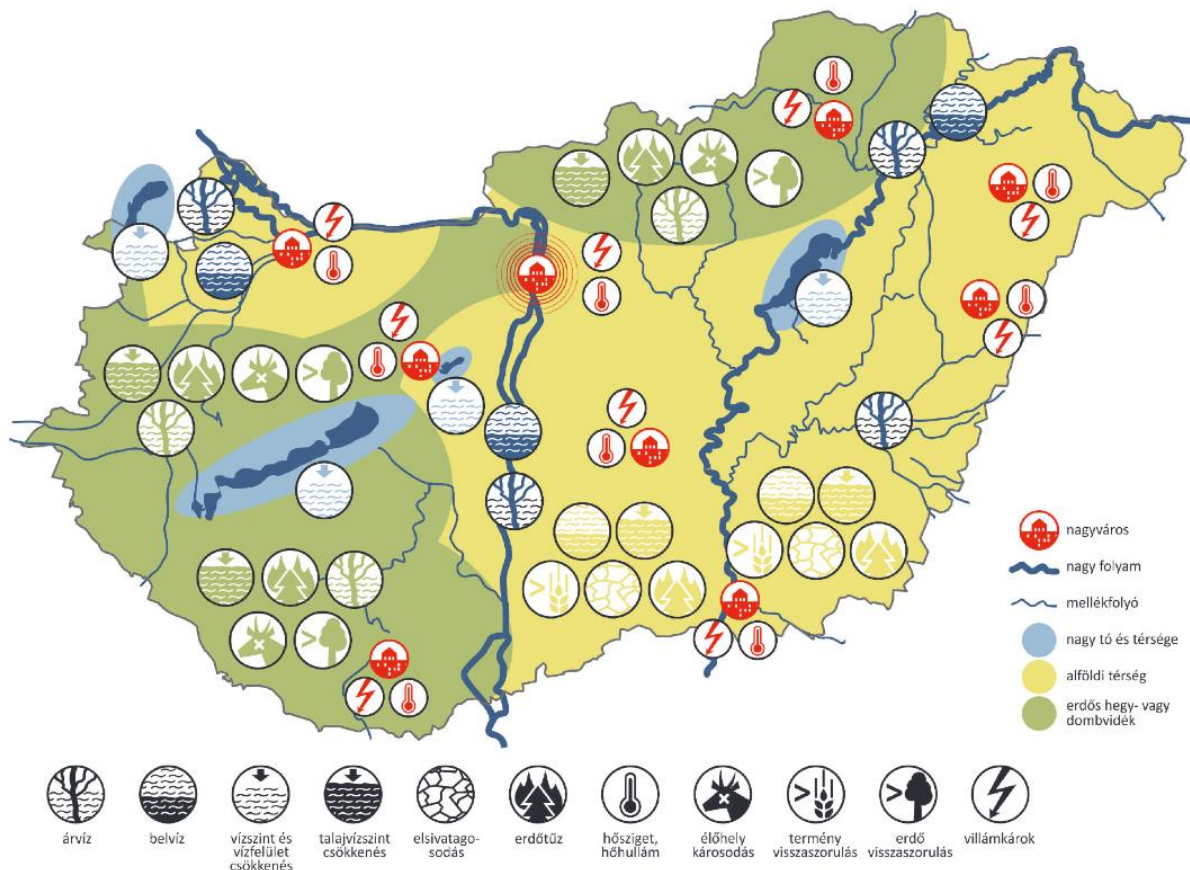 nagyváros
nagy folyam
mellékfolyó
nagy tó és térsége
alföldi térség
erdős hegy- vagy
dombvidék
árvíz
belvíz
vízszint és
vízfelület
csökkenés
talajvízszint
csökkenés
elsivatago-
sodás
erdőtűz
hősziget,
hőhullám
élőhely
károsodás
termény
visszaszorulás
erdő
visszaszorulás
villámkárok